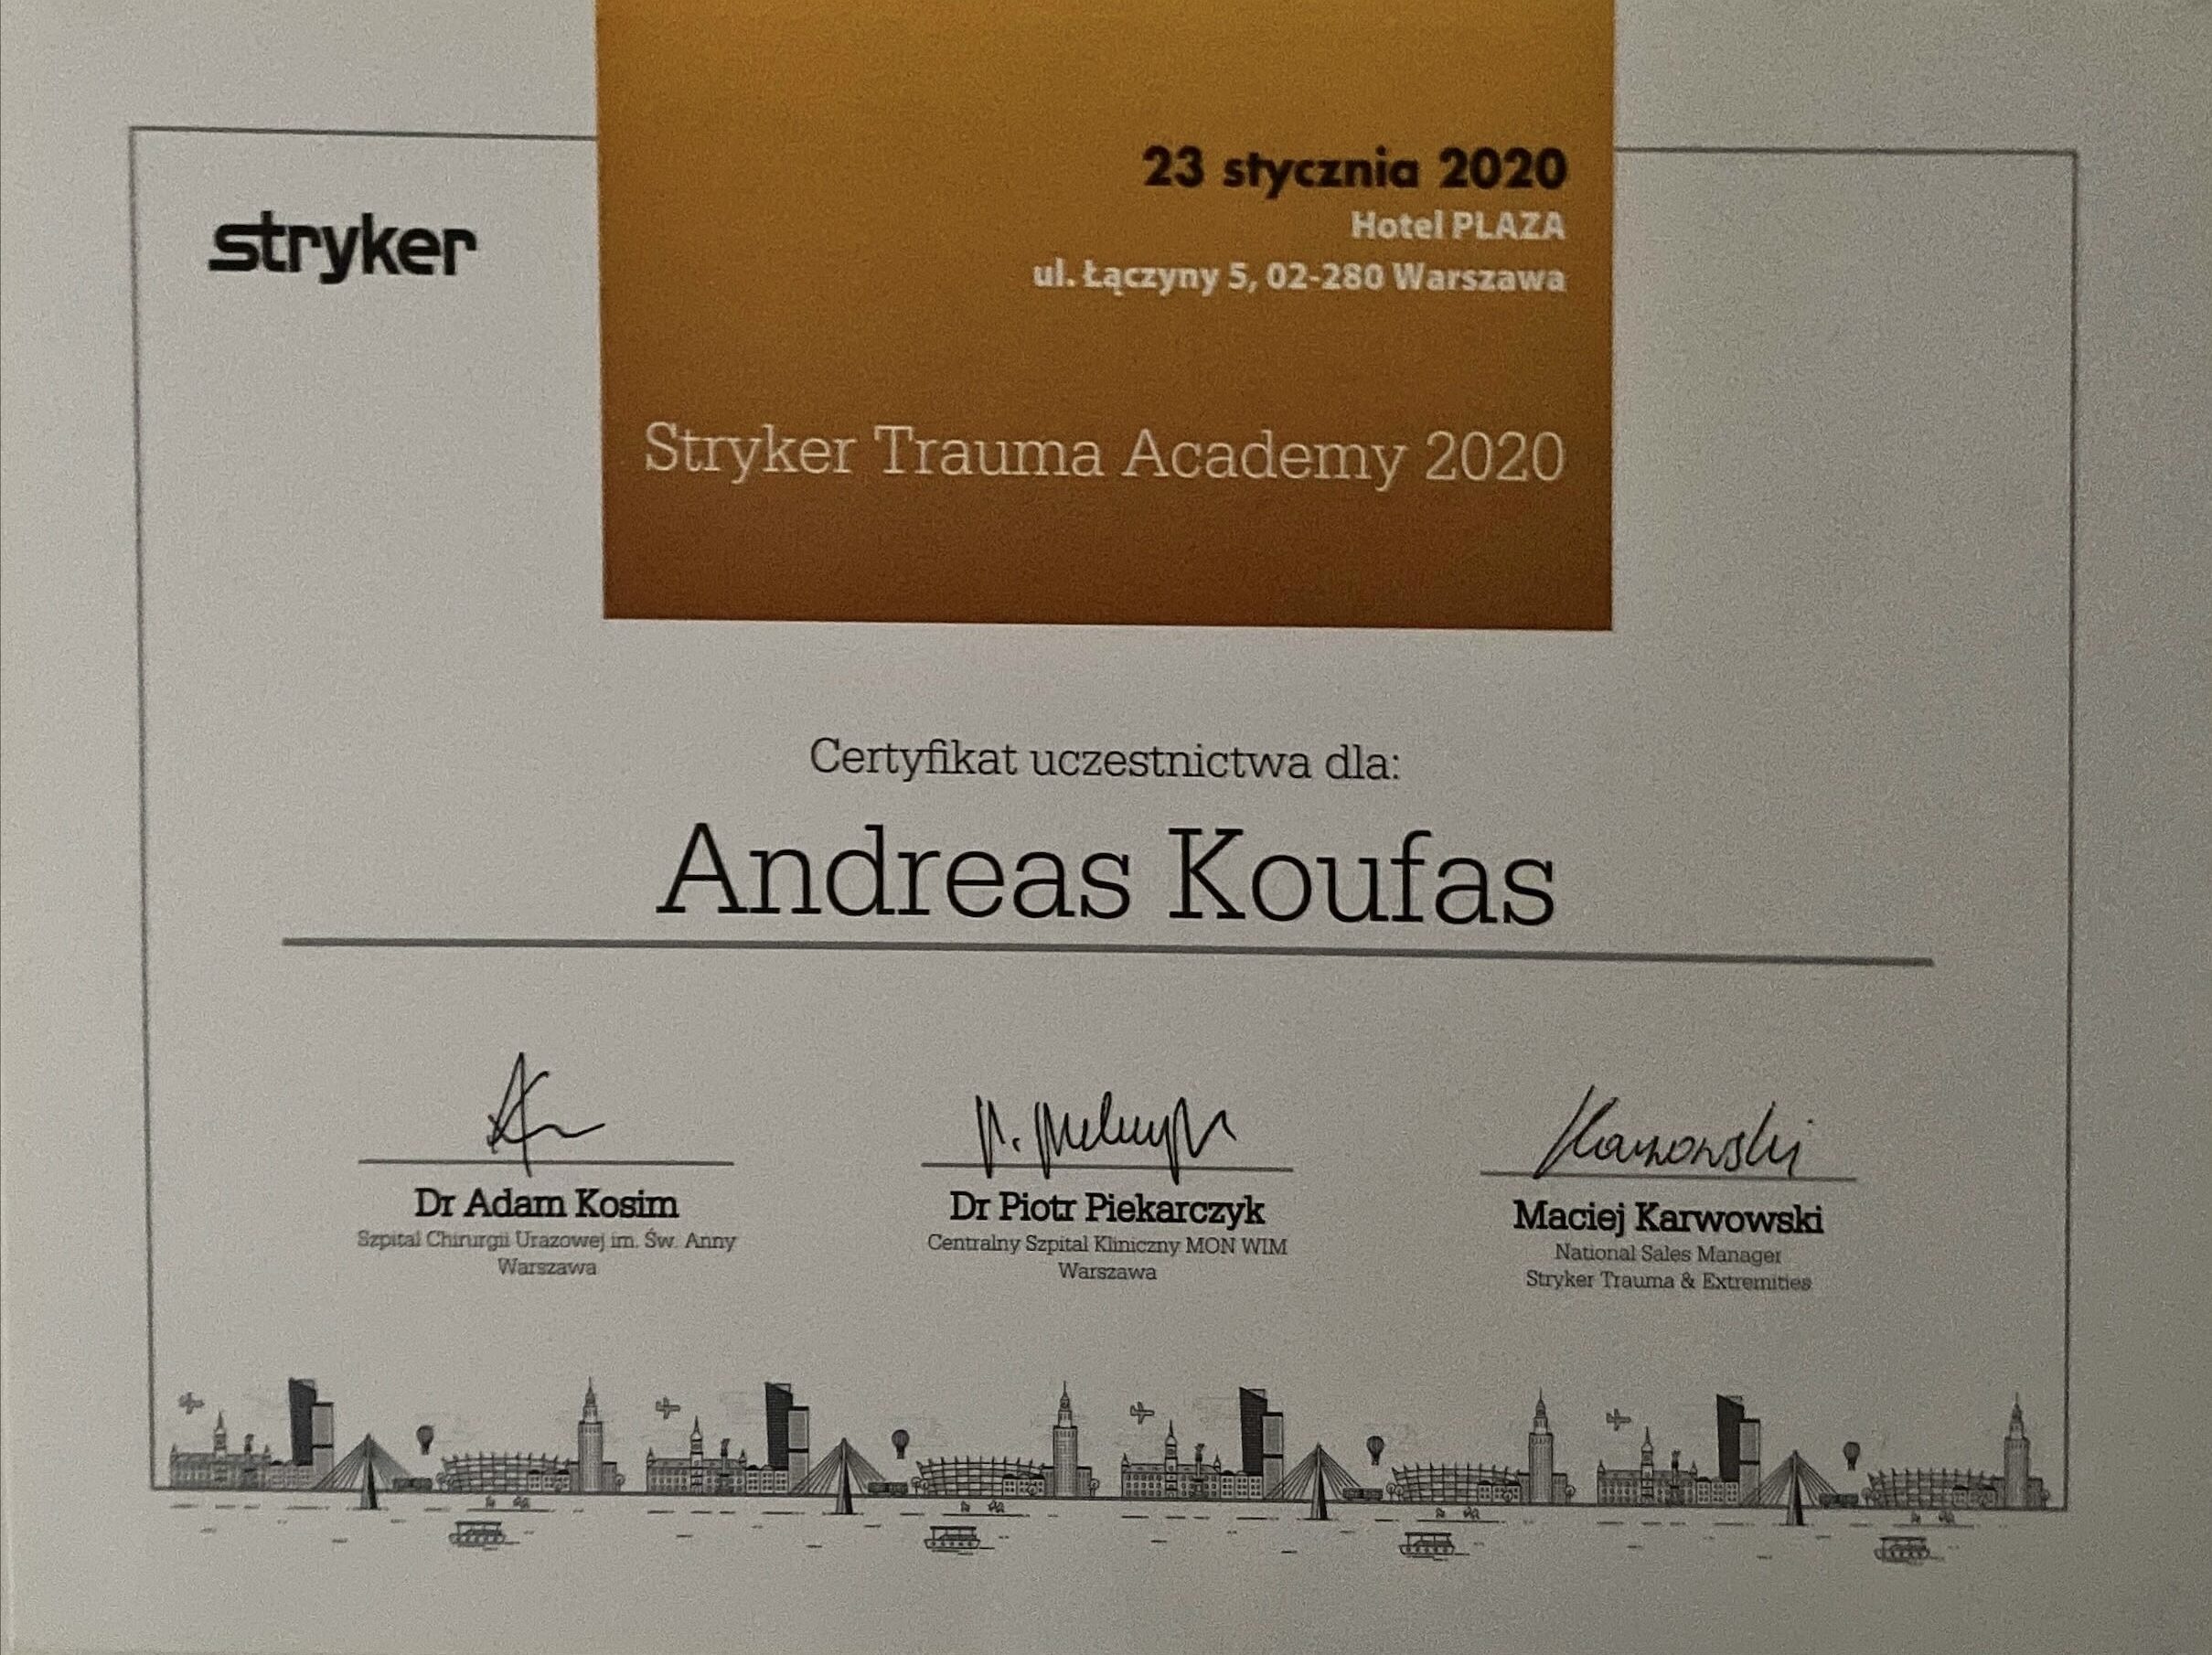 stryker
23 stycznia 2020
Hotel PLAZA
ul. Łączyny 5, 02-280 Warszawa
Stryker Trauma Academy 2020
Certyfikat uczestnictwa dla:
Andreas Koufas
Dr Adam Kosim
Szpital Chirurgii Urazowej im. Św. Anny
Warszawa
Dr Piotr Piekarczyk
Centralny Szpital Kliniczny MON WIM
Warszawa
Karwowski
Maciej Karwowski
National Sales Manager
Stryker Trauma & Extremities